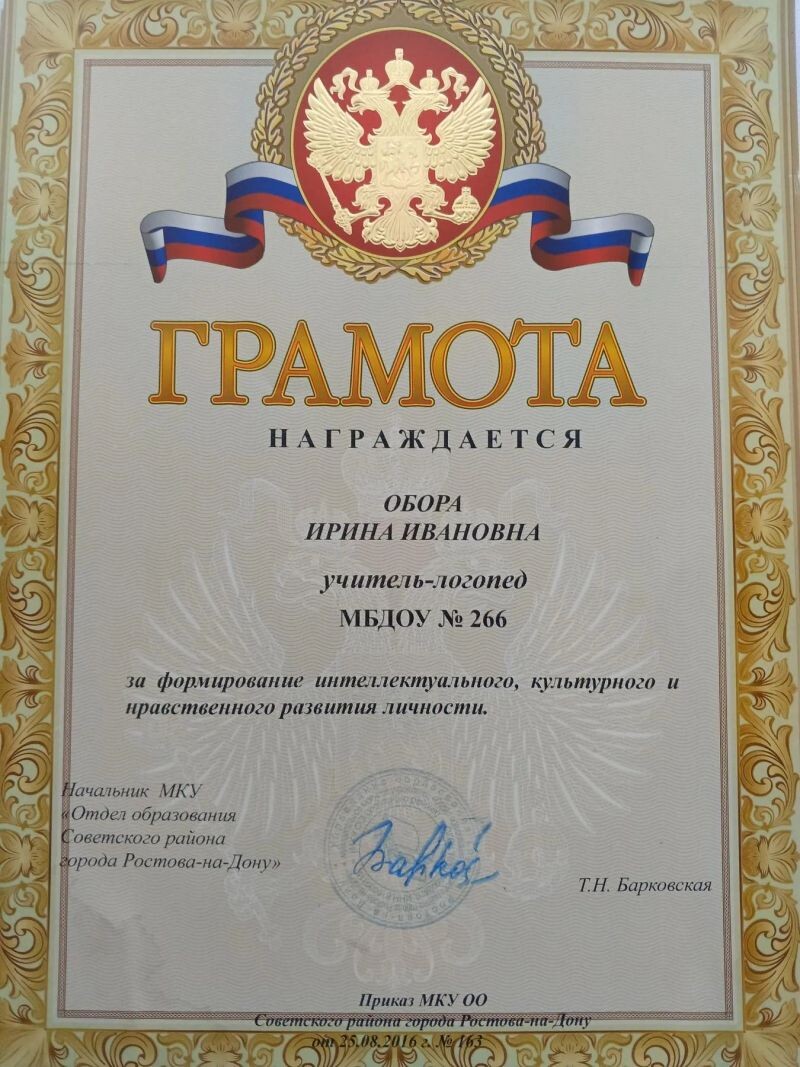 ГРАМОТА
НАГРАЖДАЕТСЯ
ОБОРА
ИРИНА ИВАНОВНА
учитель-логопед
МБДОУ № 266
за формирование интеллектуального, культурного и
нравственного развития личности.
Начальник МКУ
«Отдел образования
Советского района
города Ростова-на-Дону»
Т.Н. Барковская
Приказ МКУ ОО
Советского района города Ростова-на-Дону
от 25.08.2016 г. № 163